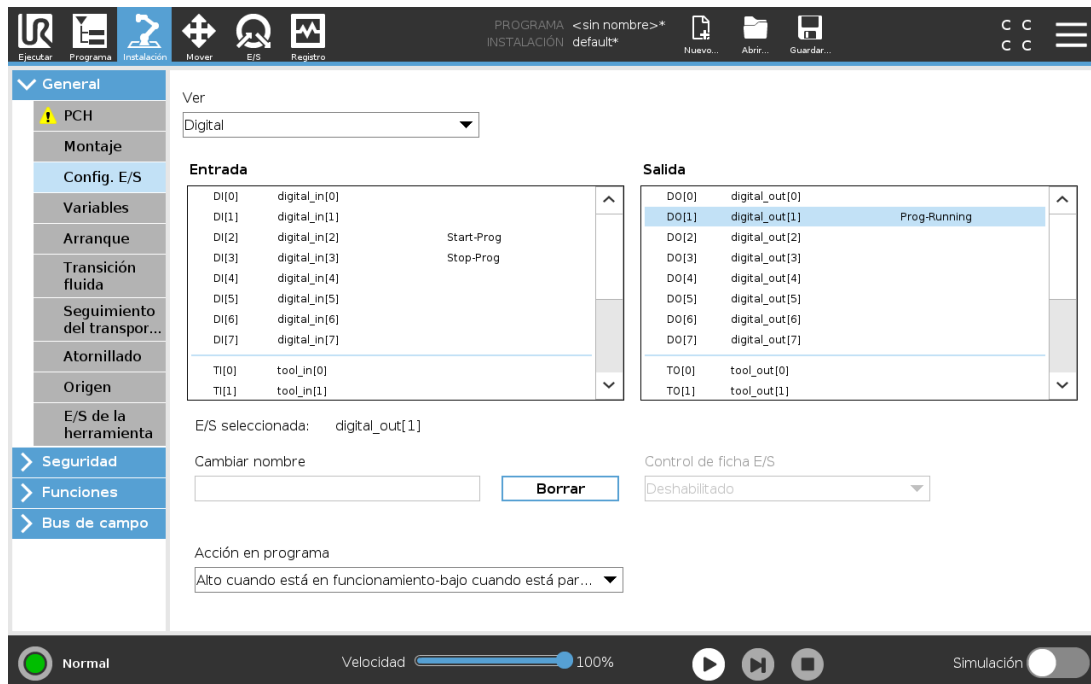 PROGRAMA <sin nombre>*
INSTALACIÓN default*
UR
Ejecutar Programa Instalación Mover E/S Registro Nuevo... Abrir... Guardar...
C C
C C
General
PCH
Montaje
Config. E/S
Variables
Arranque
Transición
fluida
Seguimiento
del transpor...
Atornillado
Origen
E/S de la
herramienta
Seguridad
Funciones
Bus de campo
Ver
Digital
Entrada
DI[0] digital_in[0]
DI[1] digital_in[1]
DI[2] digital_in[2] Start-Prog
DI[3] digital_in[3] Stop-Prog
DI[4] digital_in[4]
DI[5] digital_in[5]
DI[6] digital_in[6]
DI[7] digital_in[7]
TI[0] tool_in[0]
TI[1] tool_in[1]
Salida
DO[0] digital_out[0]
DO[1] digital_out[1] Prog-Running
DO[2] digital_out[2]
DO[3] digital_out[3]
DO[4] digital_out[4]
DO[5] digital_out[5]
DO[6] digital_out[6]
DO[7] digital_out[7]
TO[0] tool_out[0]
TO[1] tool_out[1]
E/S seleccionada: digital_out[1]
Cambiar nombre
Borrar
Control de ficha E/S
Deshabilitado
Acción en programa
Alto cuando está en funcionamiento-bajo cuando está par...
Normal
Velocidad 100%
Simulación